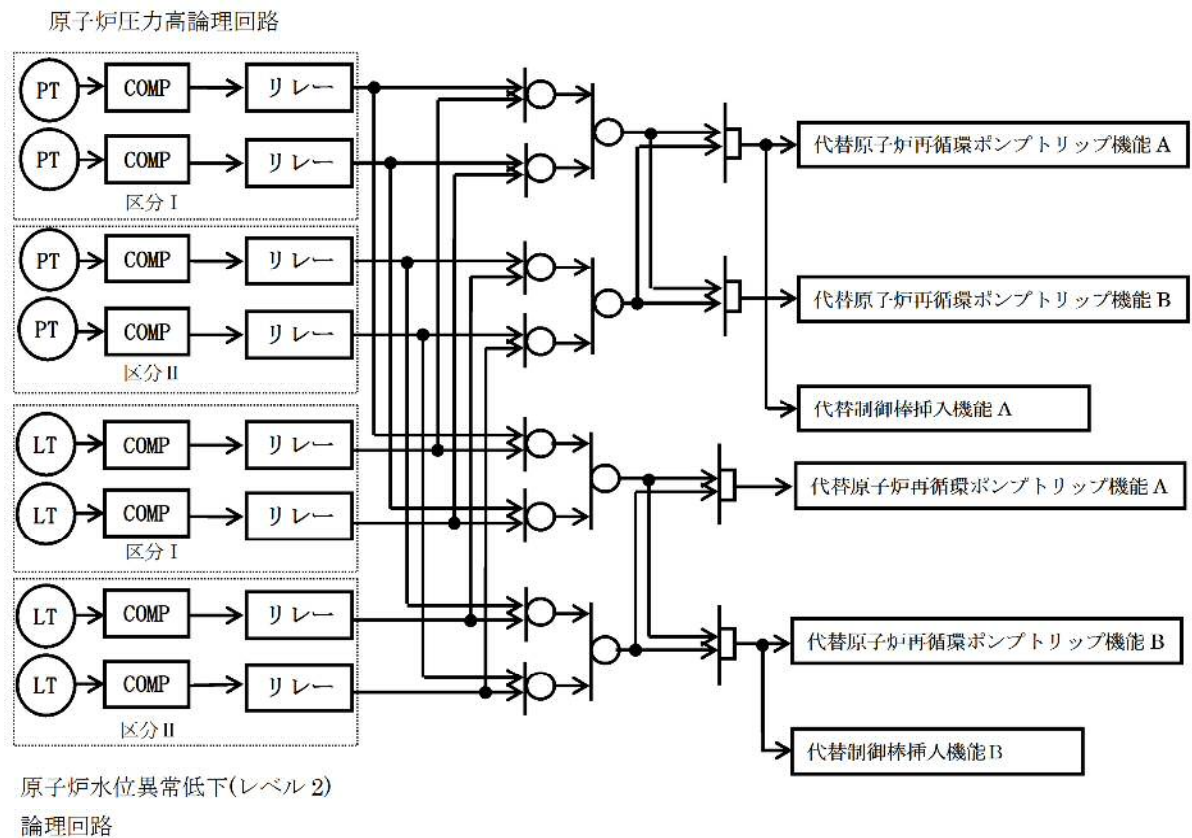 原子炉圧力高論理回路
PT COMP リレー
PT COMP リレー
区分Ⅰ
PT COMP リレー
PT COMP リレー
区分Ⅱ
LT COMP リレー
LT COMP リレー
区分Ⅰ
LT COMP リレー
LT COMP リレー
区分Ⅱ
原子炉水位異常低下(レベル2)
論理回路
代替原子炉再循環ポンプトリップ機能A
代替原子炉再循環ポンプトリップ機能B
代替制御棒挿入機能A
代替原子炉再循環ポンプトリップ機能A
代替原子炉再循環ポンプトリップ機能B
代替制御棒挿入機能B